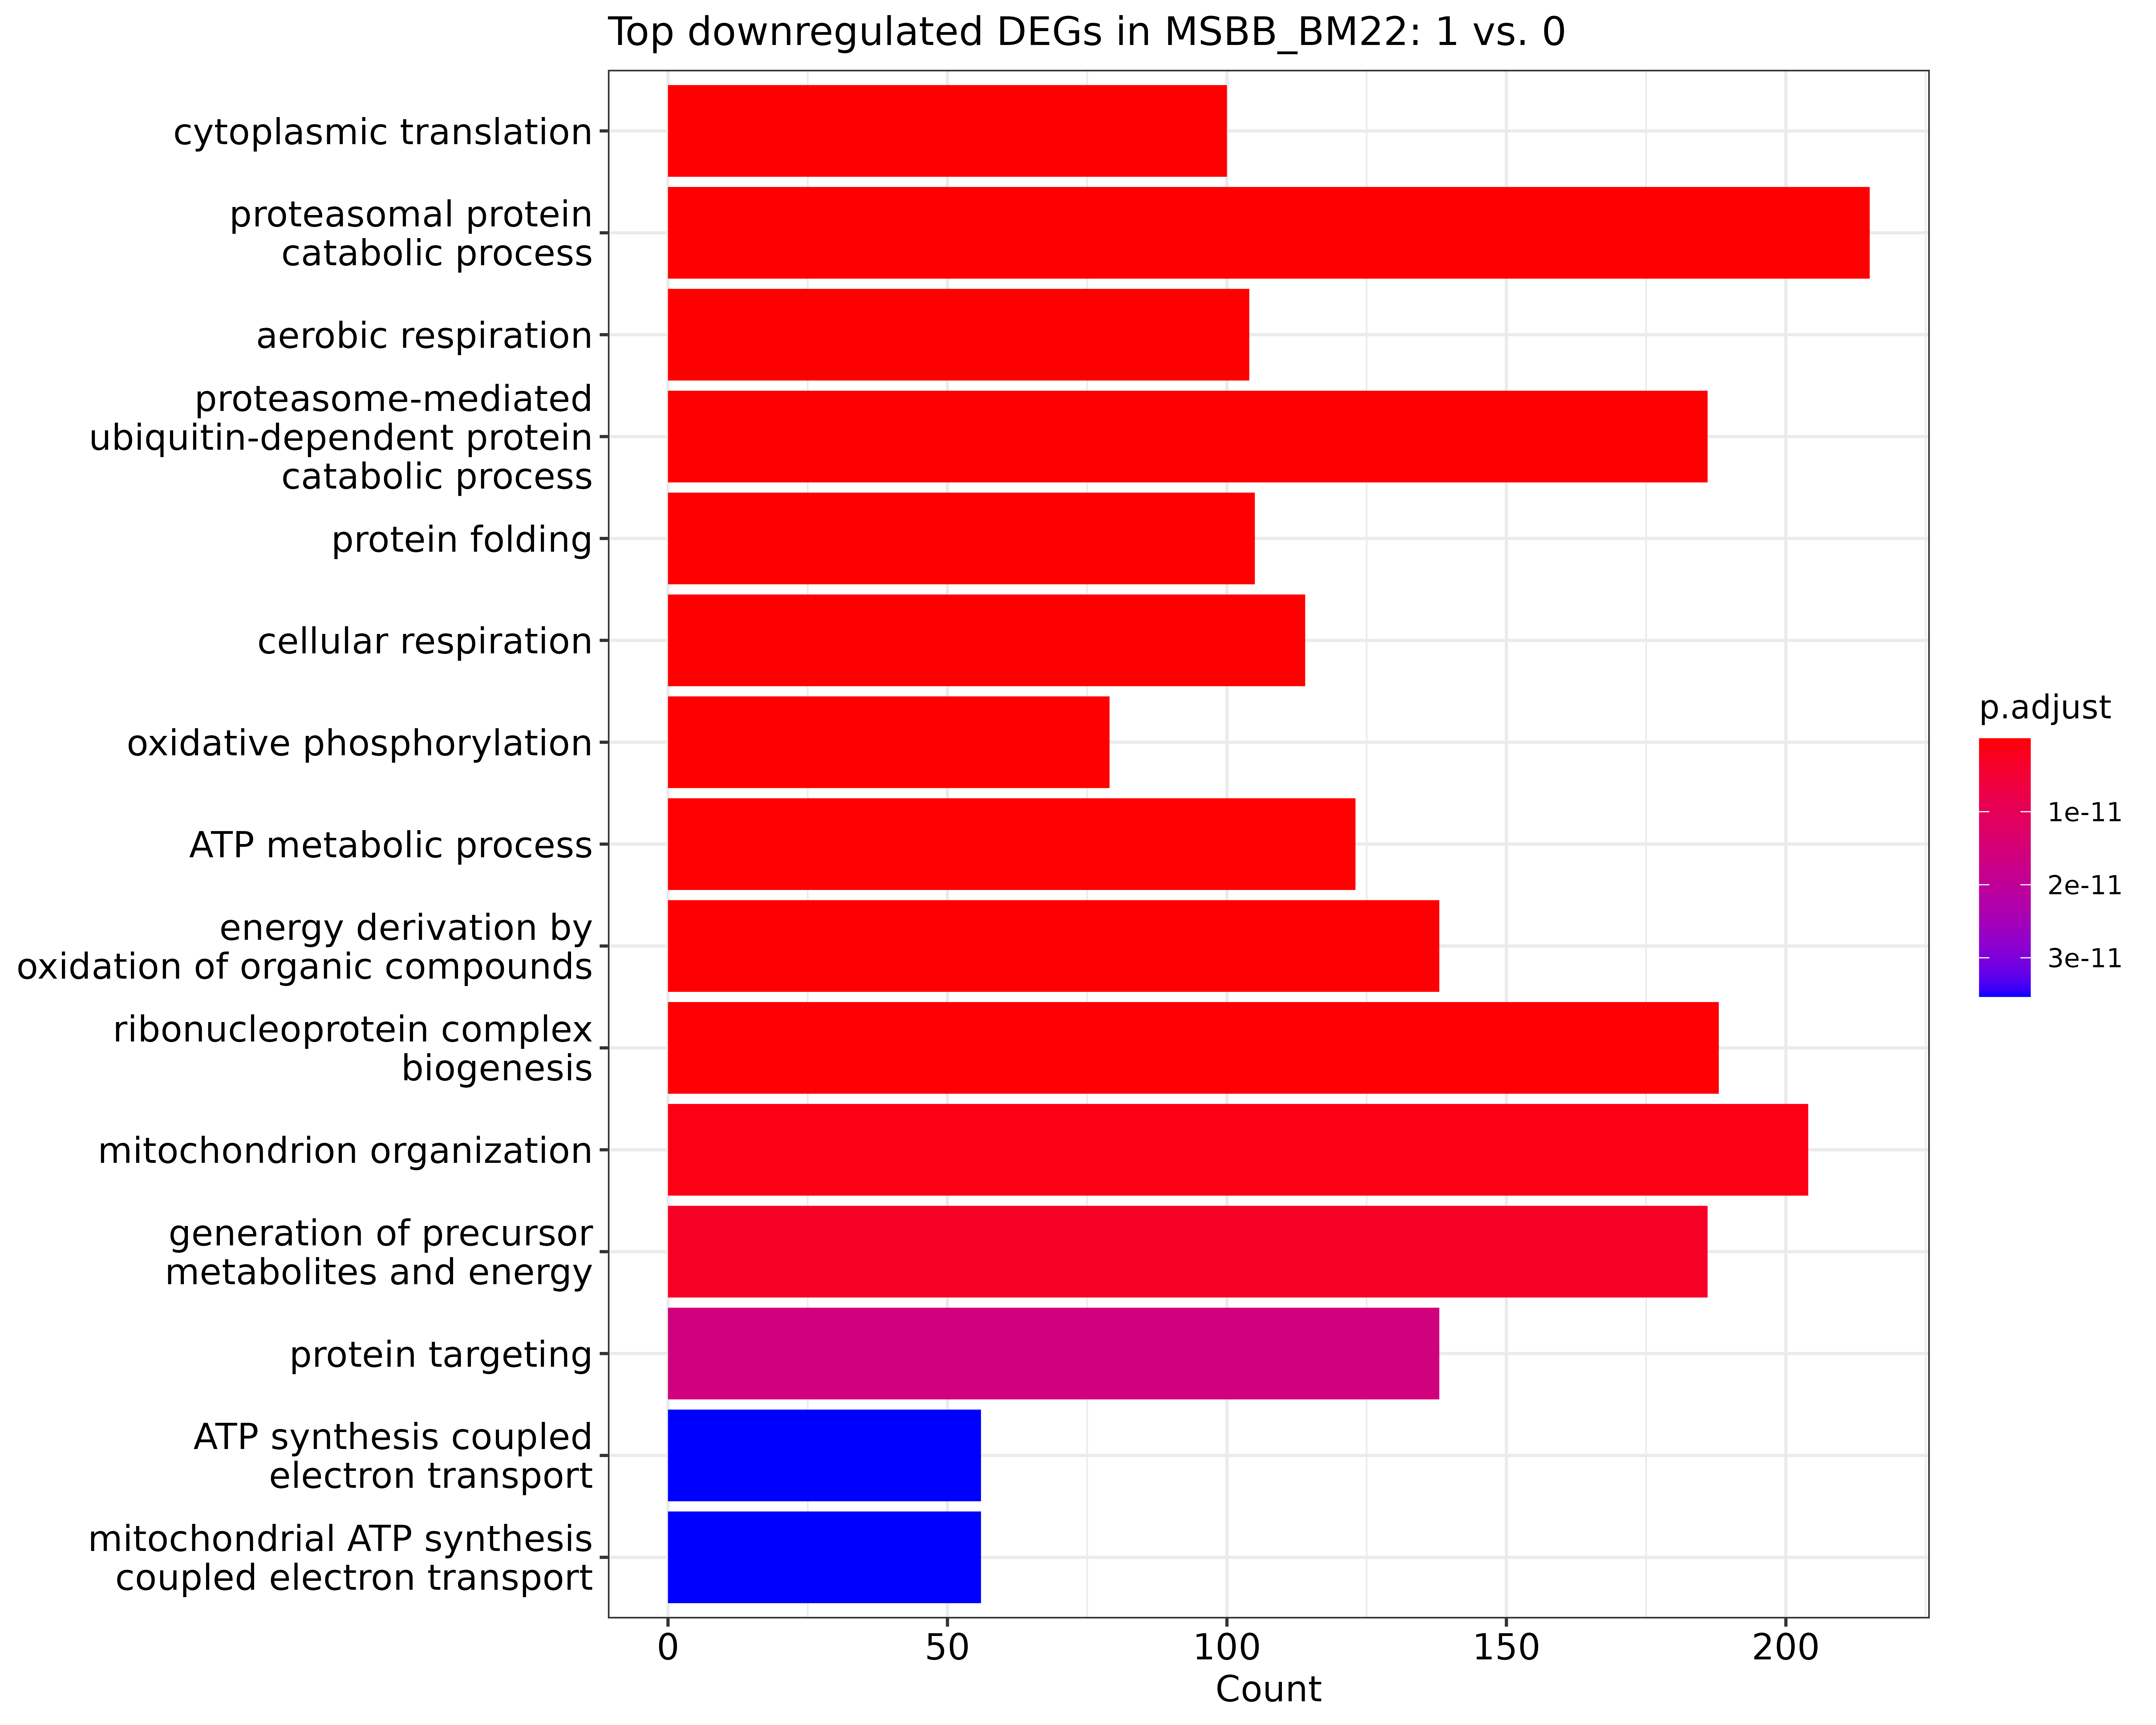 Top downregulated DEGs in MSBB_BM22: 1 vs. 0
cytoplasmic translation
proteasomal protein
catabolic process
aerobic respiration
proteasome-mediated
ubiquitin-dependent protein
catabolic process
protein folding
cellular respiration
oxidative phosphorylation
ATP metabolic process
energy derivation by
oxidation of organic compounds
ribonucleoprotein complex
biogenesis
mitochondrion organization
generation of precursor
metabolites and energy
protein targeting
ATP synthesis coupled
electron transport
mitochondrial ATP synthesis
coupled electron transport
0 50 100 150 200
Count
p.adjust
1e-11
2e-11
3e-11